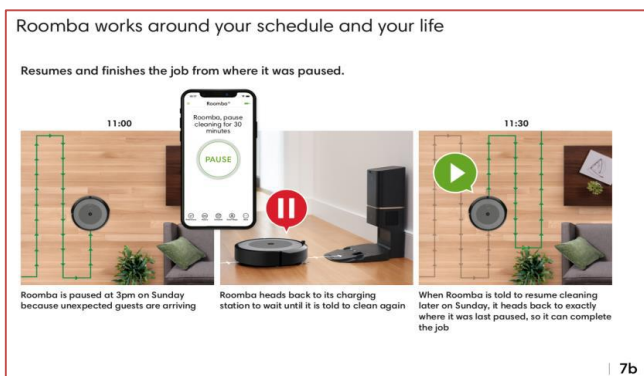 Roomba works around your schedule and your life
Resumes and finishes the job from where it was paused.
11:00
Roomba®
Roomba, pause
cleaning for 30
minutes
PAUSE
11:30
Roomba is paused at 3pm on Sunday
because unexpected guests are arriving
Roomba heads back to its charging
station to wait until it is told to clean again
When Roomba is told to resume cleaning
later on Sunday, it heads back to exactly
where it was last paused, so it can complete
the job
7b